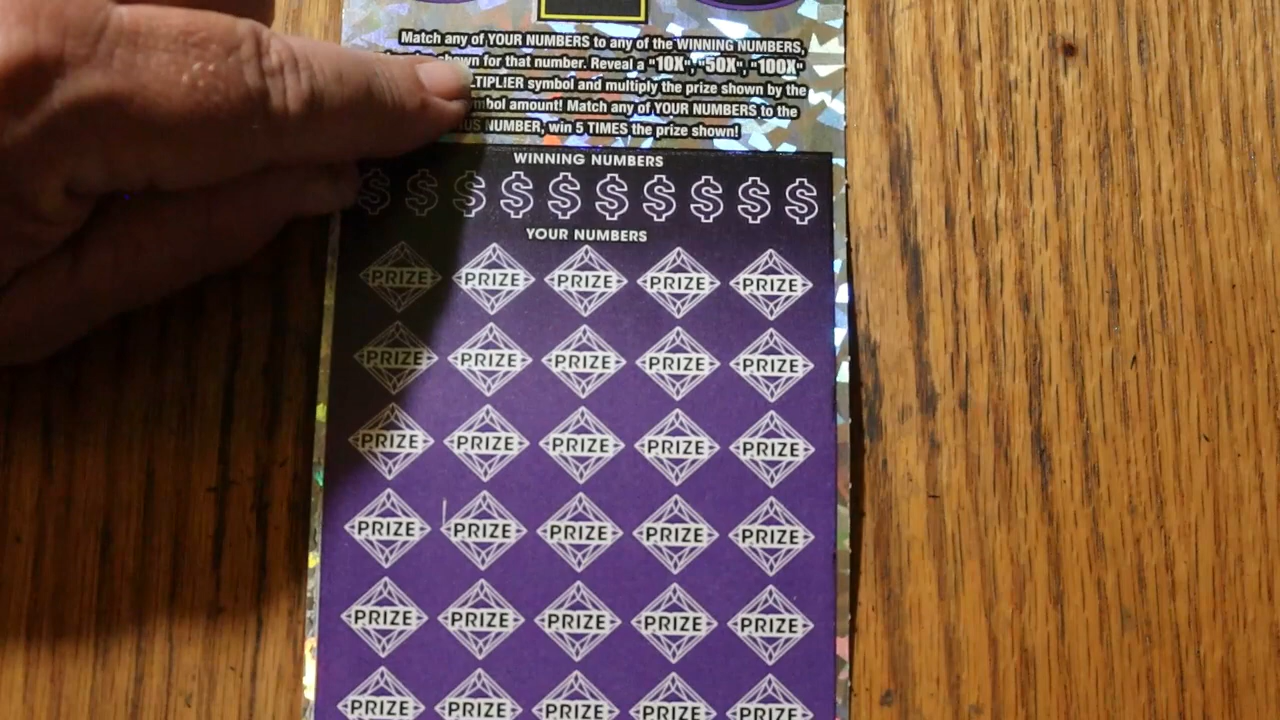 Match any of YOUR NUMBERS to any of the WINNING NUMBERS,
for that number. Reveal a "10X", "50X", "100X"
symbol and multiply the prize shown by the
amount! Match any of YOUR NUMBERS to the
NUMBER, win 5 TIMES the prize shown!
WINNING NUMBERS
$ $ $ $ $ $ $ $ $ $
YOUR NUMBERS
PRIZE PRIZE PRIZE PRIZE PRIZE
PRIZE PRIZE PRIZE PRIZE PRIZE
PRIZE PRIZE PRIZE PRIZE PRIZE
PRIZE PRIZE PRIZE PRIZE PRIZE
PRIZE PRIZE PRIZE PRIZE PRIZE
PRIZE PRIZE PRIZE PRIZE PRIZE